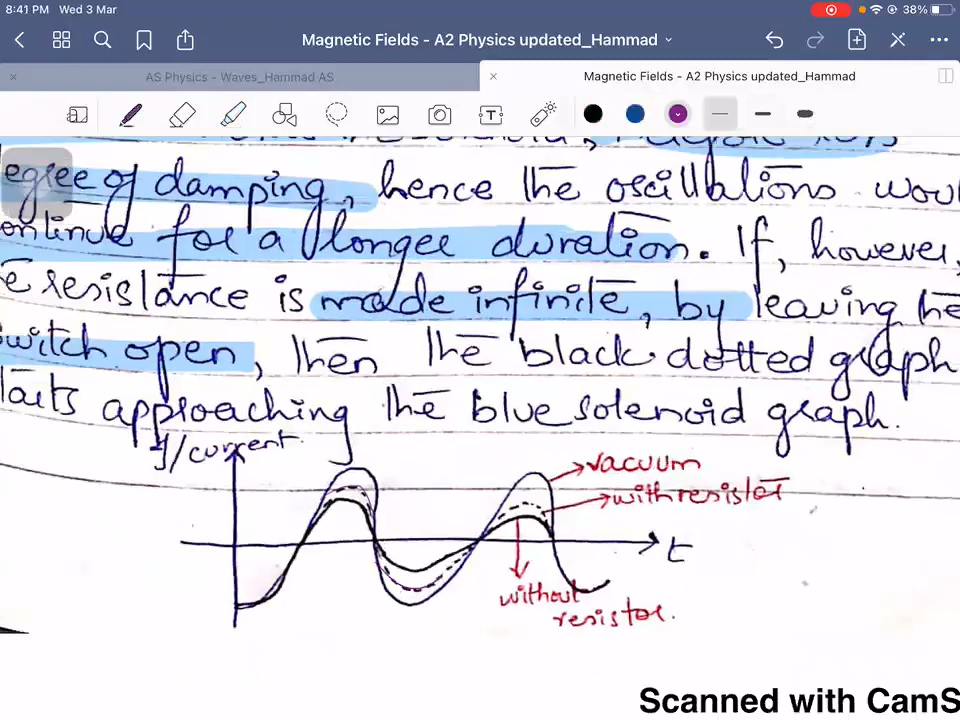 8:41 PM Wed 3 Mar
38%
Magnetic Fields - A2 Physics updated_Hammad
AS Physics - Waves_Hammad AS
Magnetic Fields - A2 Physics updated_Hammad
egree of damping, hence the oscillations woul
ontinue for a longer duration. If, however,
e resistance is made infinite, by leaving the
witch open, then the black dotted graph
tarts approaching the blue solenoid graph.
y/current
vacuum
with resistor
t
without
resistor.
Scanned with CamS